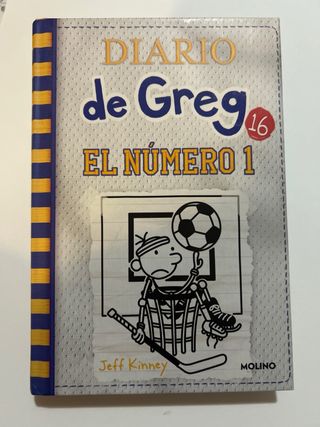 DIARIO
de Greg
16
EL NÚMERO 1
Jeff Kinney
MOLINO